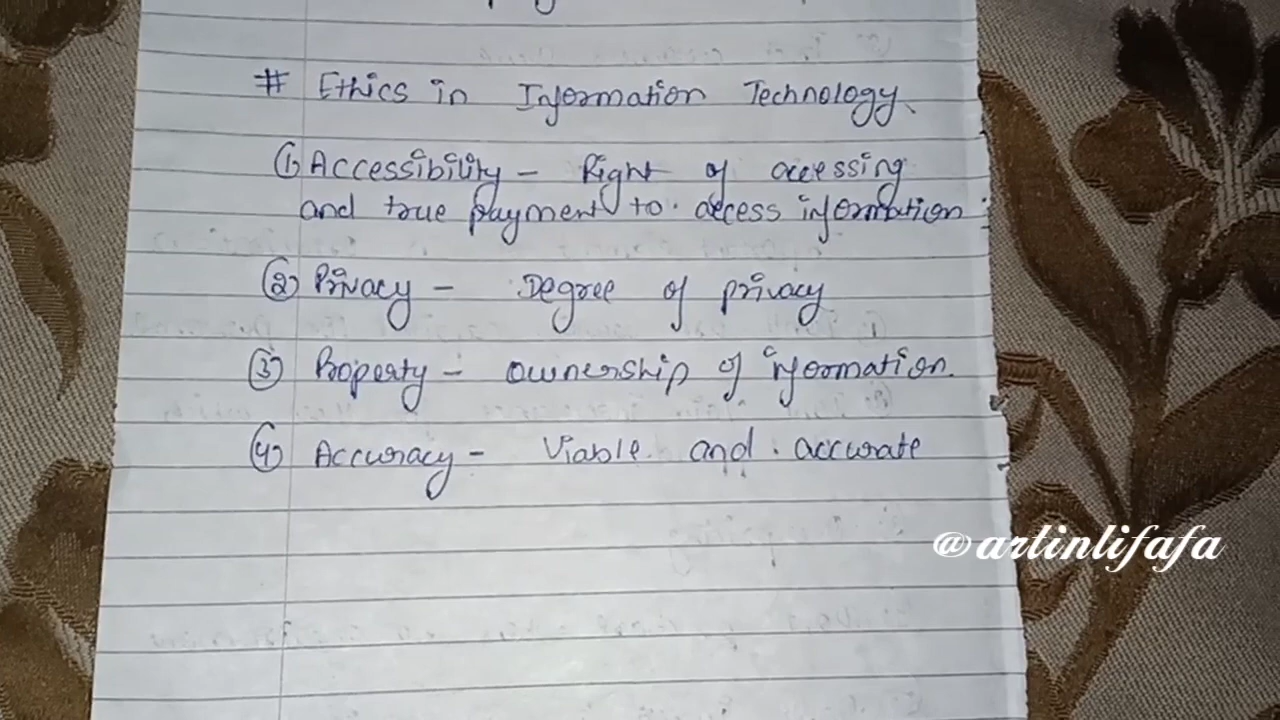 # Ethics in Information Technology
① Accessibility - Right of accessing
and true payment to access information
② Privacy - Degree of privacy
③ Property - ownership of information.
④ Accuracy - Viable and accurate
@artinlifafa